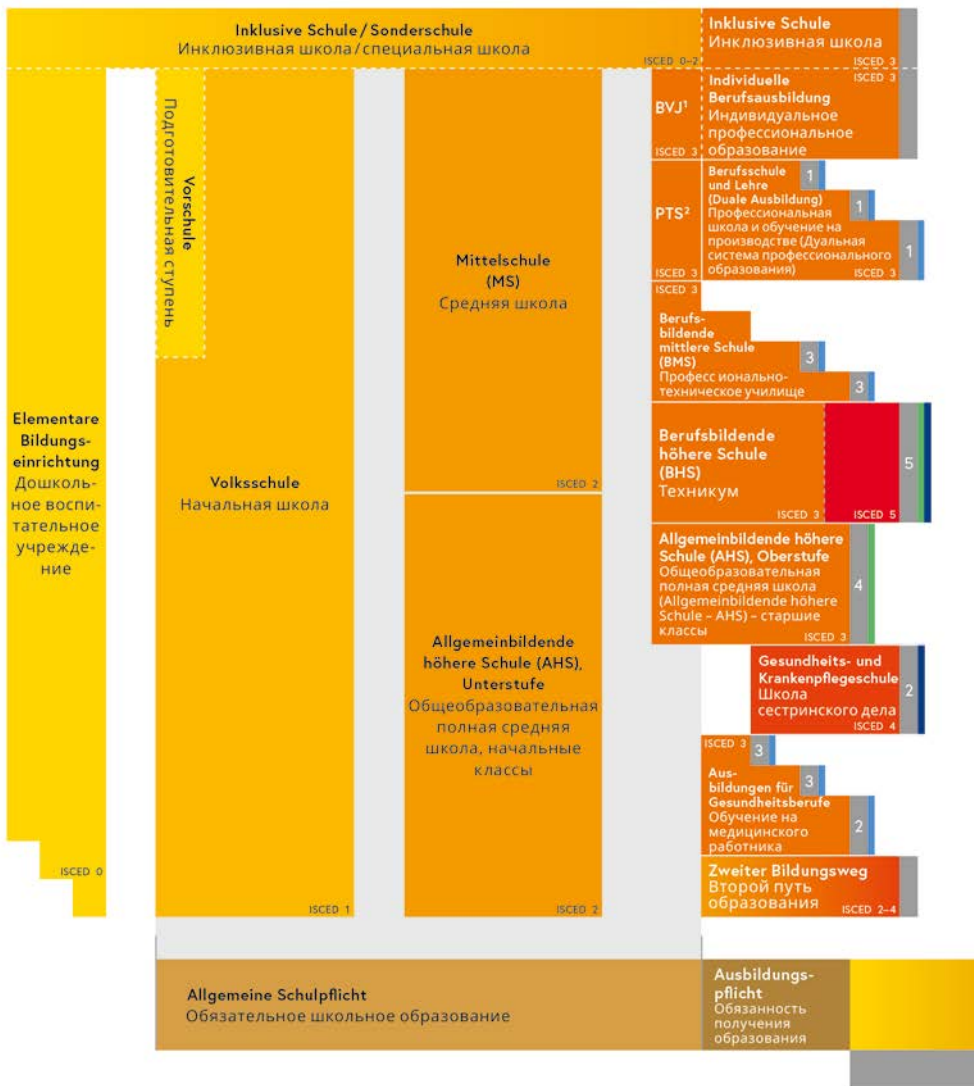 Inklusive Schule / Sonderschule
Инклюзивная школа / специальная школа
ISCED 0–2
Inklusive Schule
Инклюзивная школа
ISCED 3
ISCED 3
Individuelle
Berufsausbildung
Индивидуальное
профессиональное
образование
BVJ¹
ISCED 3
Vorschule
Подготовительная ступень
Berufsschule
und Lehre
(Duale Ausbildung)
Профессиональная
школа и обучение на
производстве (Дуальная
система профессионального
образования)
ISCED 3
1
1
1
PTS²
ISCED 3
Mittelschule
(MS)
Средняя школа
ISCED 2
ISCED 3
Berufs-
bildende
mittlere Schule
(BMS)
Професс ионально-
техническое училище
3
3
Elementare
Bildungs-
einrichtung
Дошколь-
ное воспи-
тательное
учрежде-
ние
ISCED 0
Volksschule
Начальная школа
ISCED 1
Berufsbildende
höhere Schule
(BHS)
Техникум
ISCED 3
ISCED 5
5
Allgemeinbildende höhere
Schule (AHS), Oberstufe
Общеобразовательная
полная средняя школа
(Allgemeinbildende höhere
Schule – AHS) – старшие
классы
ISCED 3
4
Allgemeinbildende
höhere Schule (AHS),
Unterstufe
Общеобразовательная
полная средняя
школа, начальные
классы
ISCED 2
Gesundheits- und
Krankenpflegeschule
Школа
сестринского дела
ISCED 4
2
ISCED 3
3
Aus-
bildungen für
Gesundheitsberufe
Обучение на
медицинского
работника
3
2
Zweiter Bildungsweg
Второй путь
образования
ISCED 2–4
Allgemeine Schulpflicht
Обязательное школьное образование
Ausbildungs-
pflicht
Обязанность
получения
образования